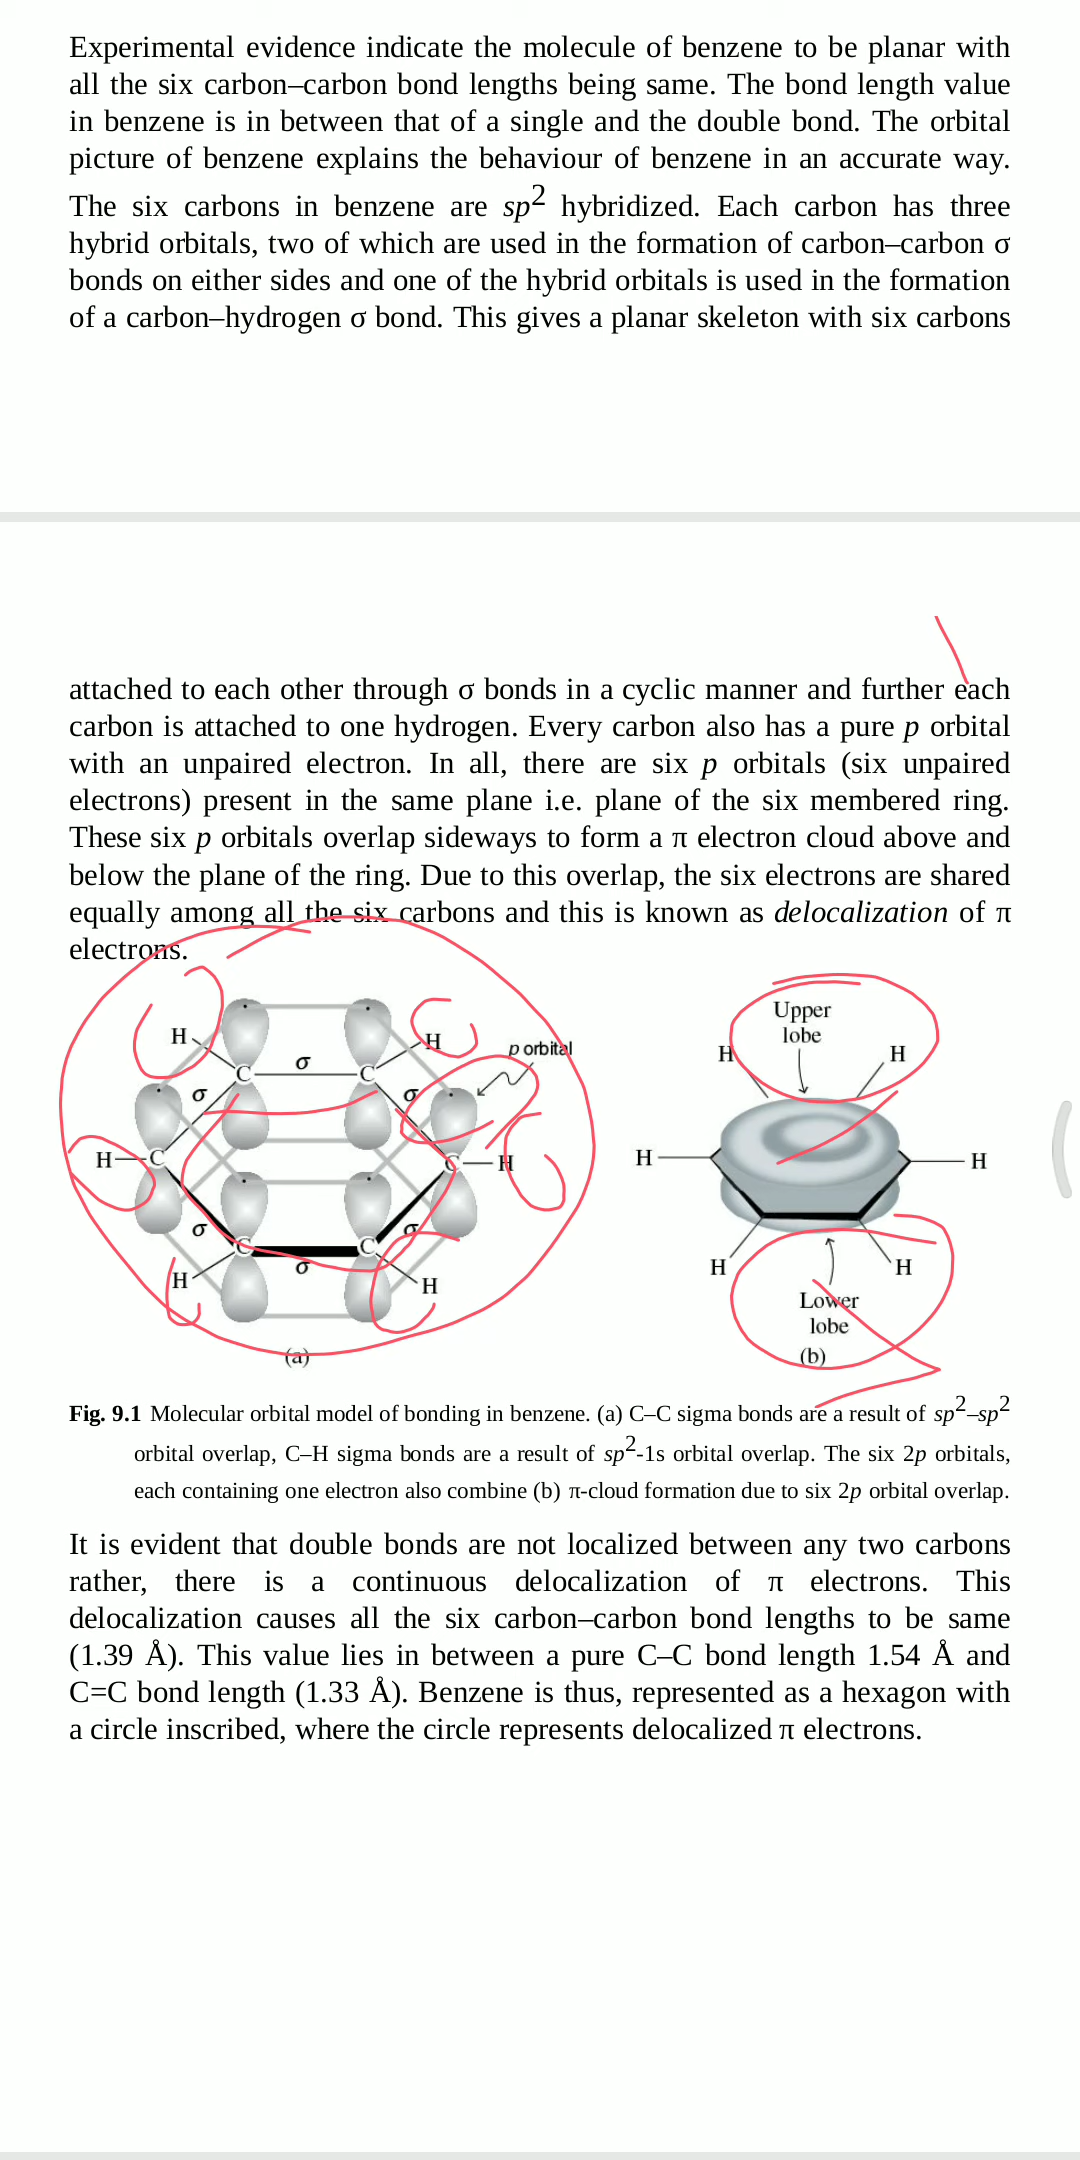 Experimental evidence indicate the molecule of benzene to be planar with
all the six carbon–carbon bond lengths being same. The bond length value
in benzene is in between that of a single and the double bond. The orbital
picture of benzene explains the behaviour of benzene in an accurate way.
The six carbons in benzene are sp² hybridized. Each carbon has three
hybrid orbitals, two of which are used in the formation of carbon–carbon σ
bonds on either sides and one of the hybrid orbitals is used in the formation
of a carbon–hydrogen σ bond. This gives a planar skeleton with six carbons
attached to each other through σ bonds in a cyclic manner and further each
carbon is attached to one hydrogen. Every carbon also has a pure p orbital
with an unpaired electron. In all, there are six p orbitals (six unpaired
electrons) present in the same plane i.e. plane of the six membered ring.
These six p orbitals overlap sideways to form a π electron cloud above and
below the plane of the ring. Due to this overlap, the six electrons are shared
equally among all the six carbons and this is known as delocalization of π
electrons.
H H
p orbital
σ
C C
σ σ
H C C H
σ σ
C C
σ
H H
(a)
Upper
lobe
H H
H H
H H
Lower
lobe
(b)
Fig. 9.1 Molecular orbital model of bonding in benzene. (a) C–C sigma bonds are a result of sp²–sp²
orbital overlap, C–H sigma bonds are a result of sp²-1s orbital overlap. The six 2p orbitals,
each containing one electron also combine (b) π-cloud formation due to six 2p orbital overlap.
It is evident that double bonds are not localized between any two carbons
rather, there is a continuous delocalization of π electrons. This
delocalization causes all the six carbon–carbon bond lengths to be same
(1.39 Å). This value lies in between a pure C–C bond length 1.54 Å and
C=C bond length (1.33 Å). Benzene is thus, represented as a hexagon with
a circle inscribed, where the circle represents delocalized π electrons.